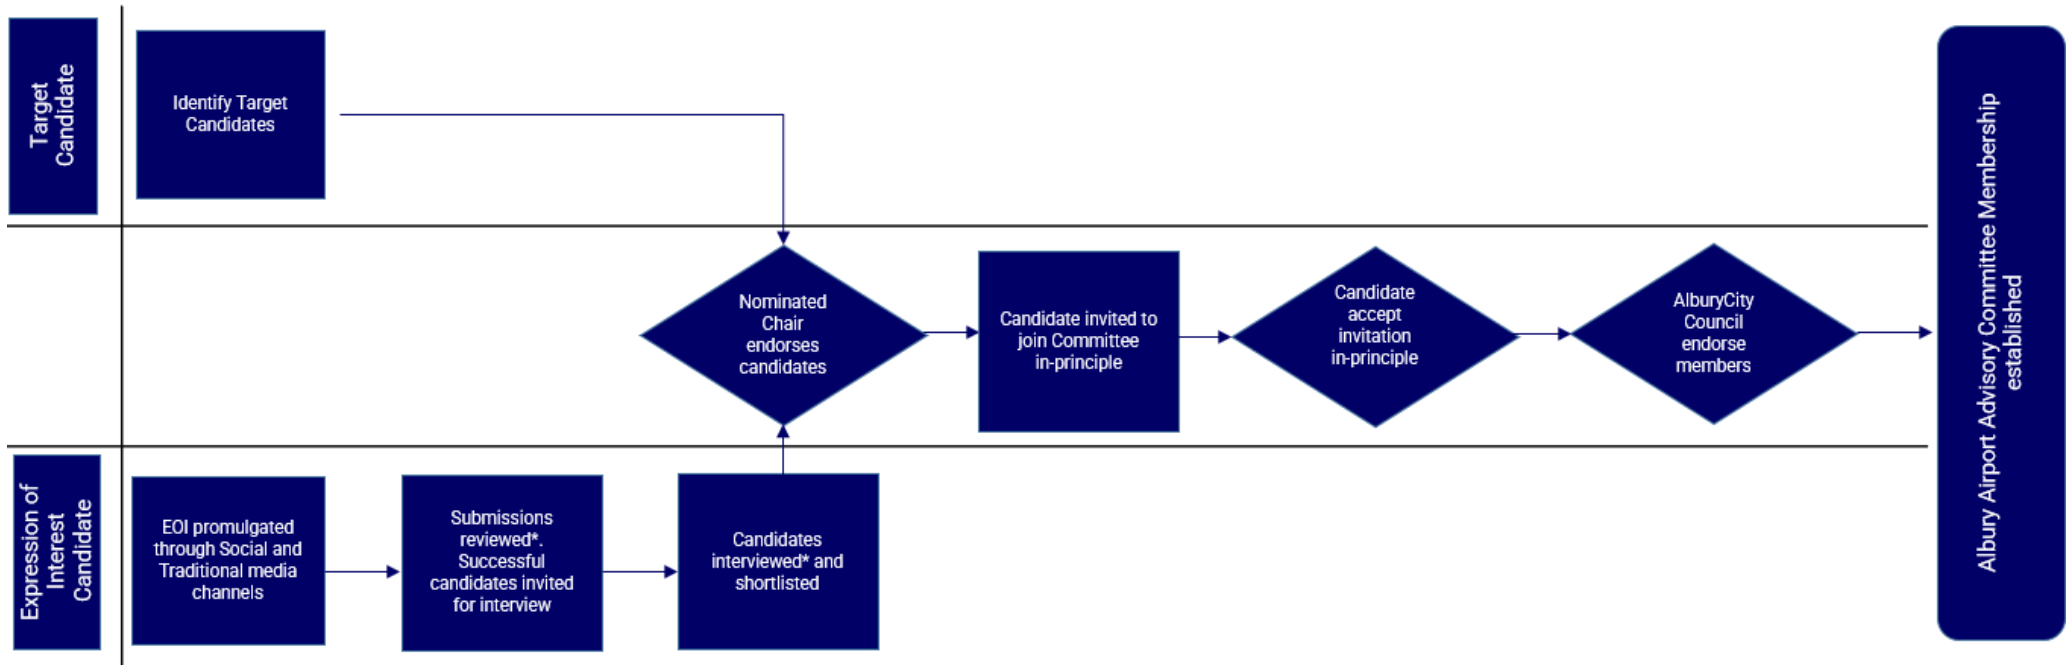 Target
Candidate
Identify Target
Candidates
Nominated
Chair
endorses
candidates
Candidate invited to
join Committee
in-principle
Candidate
accept
invitation
in-principle
AlburyCity
Council
endorse
members
Expression of
Interest
Candidate
EOI promulgated
through Social and
Traditional media
channels
Submissions
reviewed*.
Successful
candidates invited
for interview
Candidates
interviewed* and
shortlisted
Albury Airport Advisory Committee Membership
established